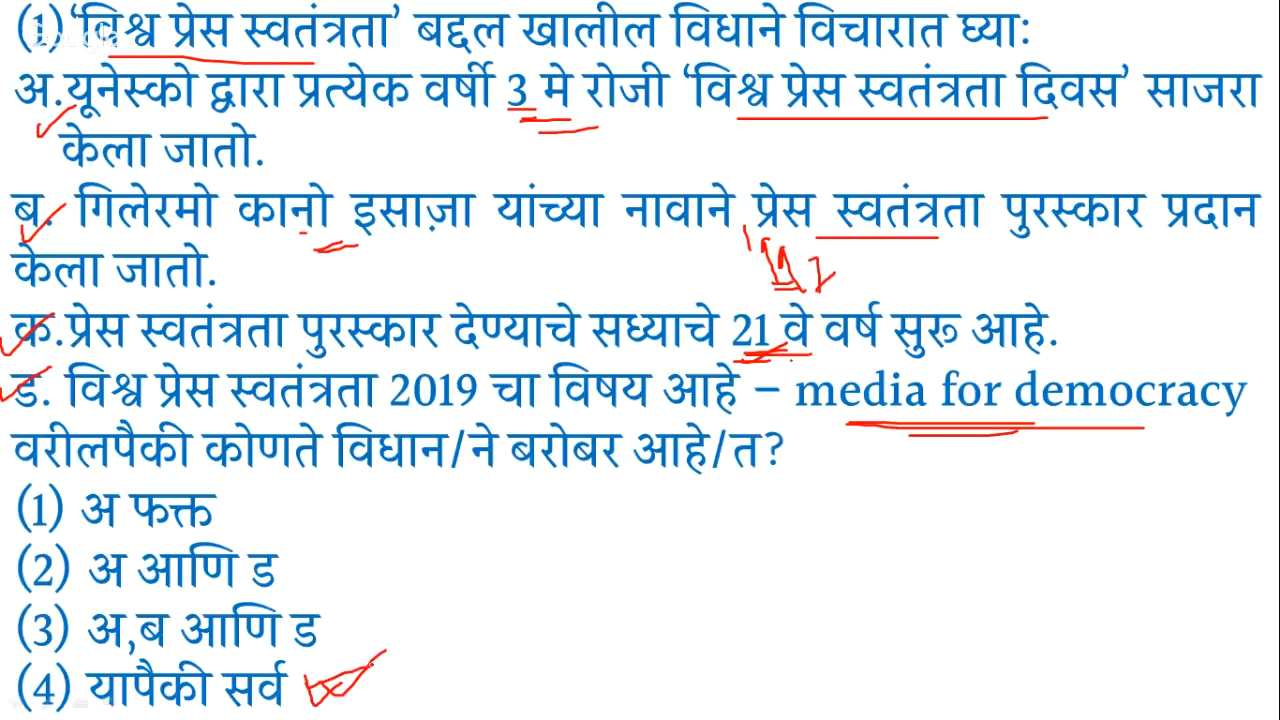 (1)‘विश्व प्रेस स्वतंत्रता’ बद्दल खालील विधाने विचारात घ्या:
अ.यूनेस्को द्वारा प्रत्येक वर्षी 3 मे रोजी ‘विश्व प्रेस स्वतंत्रता दिवस’ साजरा
केला जातो.
ब. गिलेरमो कानो इसाज़ा यांच्या नावाने प्रेस स्वतंत्रता पुरस्कार प्रदान
केला जातो.
क.प्रेस स्वतंत्रता पुरस्कार देण्याचे सध्याचे 21 वे वर्ष सुरू आहे.
ड. विश्व प्रेस स्वतंत्रता 2019 चा विषय आहे – media for democracy
वरीलपैकी कोणते विधान/ने बरोबर आहे/त?
(1) अ फक्त
(2) अ आणि ड
(3) अ,ब आणि ड
(4) यापैकी सर्व